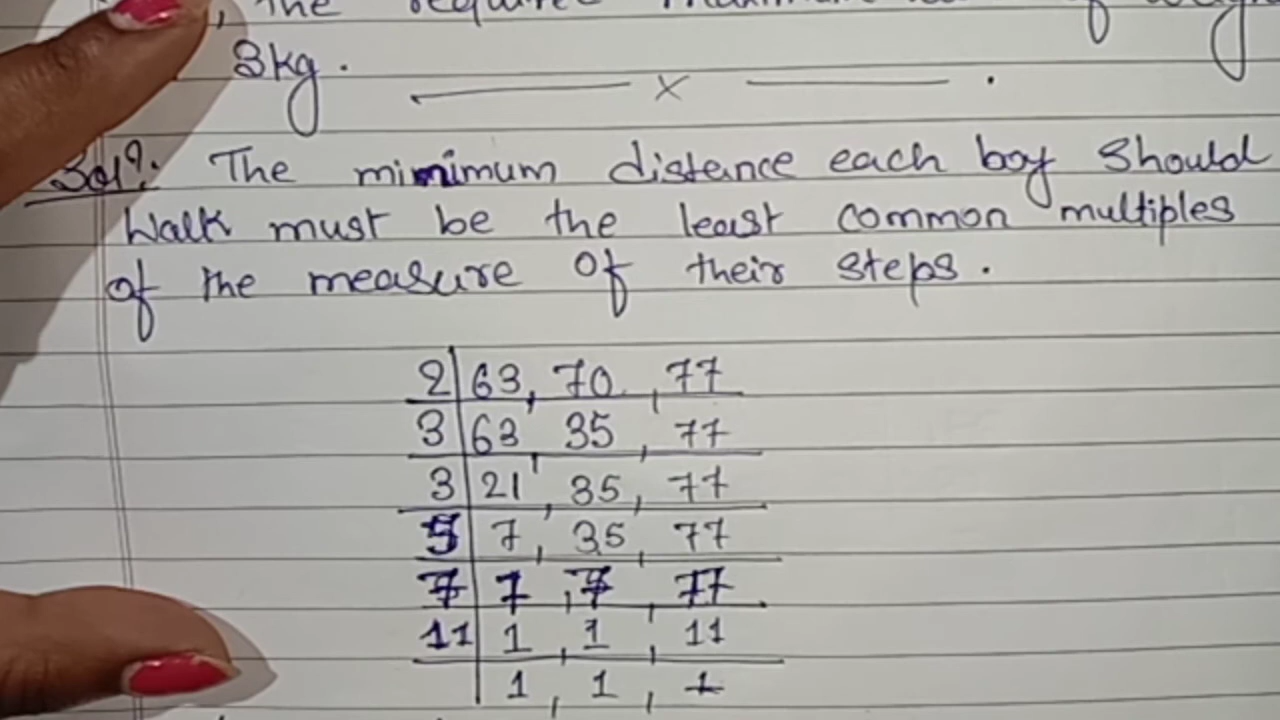 , The
3kg.
x
Solⁿ: The minimum distance each boy should
Walk must be the least common multiples
of the measure of their steps.
2 | 63, 70, 77
3 | 63, 35, 77
3 | 21, 35, 77
5 | 7, 35, 77
7 | 7, 7, 77
11 | 1, 1, 11
| 1, 1, 1